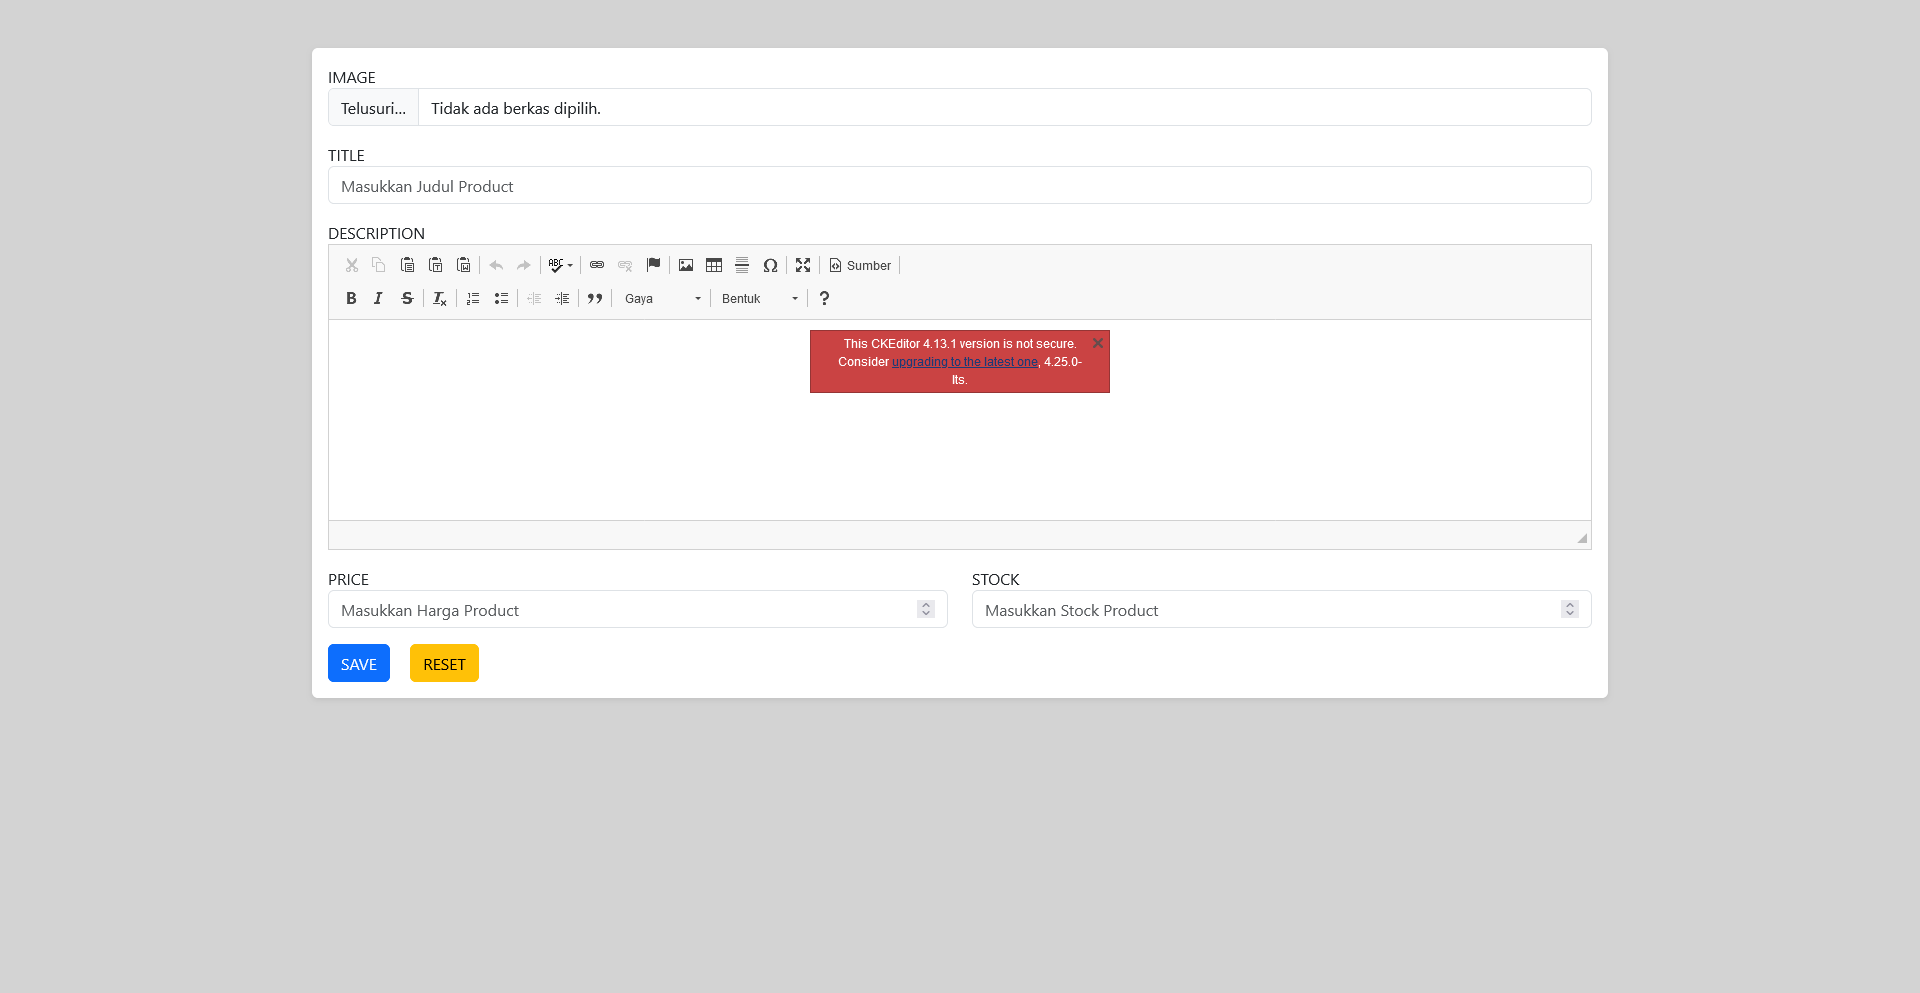 IMAGE
Telusuri... Tidak ada berkas dipilih.
TITLE
Masukkan Judul Product
DESCRIPTION
ABC Ω Sumber
B I S Ix Gaya Bentuk ?
This CKEditor 4.13.1 version is not secure.
Consider upgrading to the latest one, 4.25.0-
lts.
PRICE STOCK
Masukkan Harga Product Masukkan Stock Product
SAVE RESET